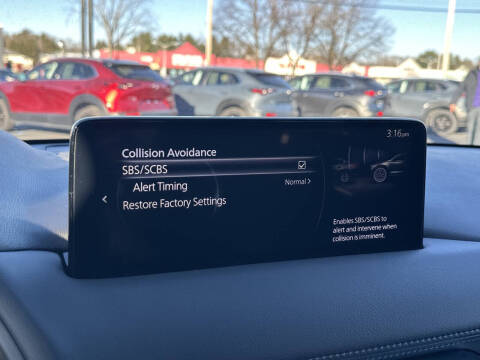 3:16 p.m.
Collision Avoidance
SBS/SCBS
Alert Timing
Normal
Restore Factory Settings
Enables SBS/SCBS to
alert and intervene when
collision is imminent.